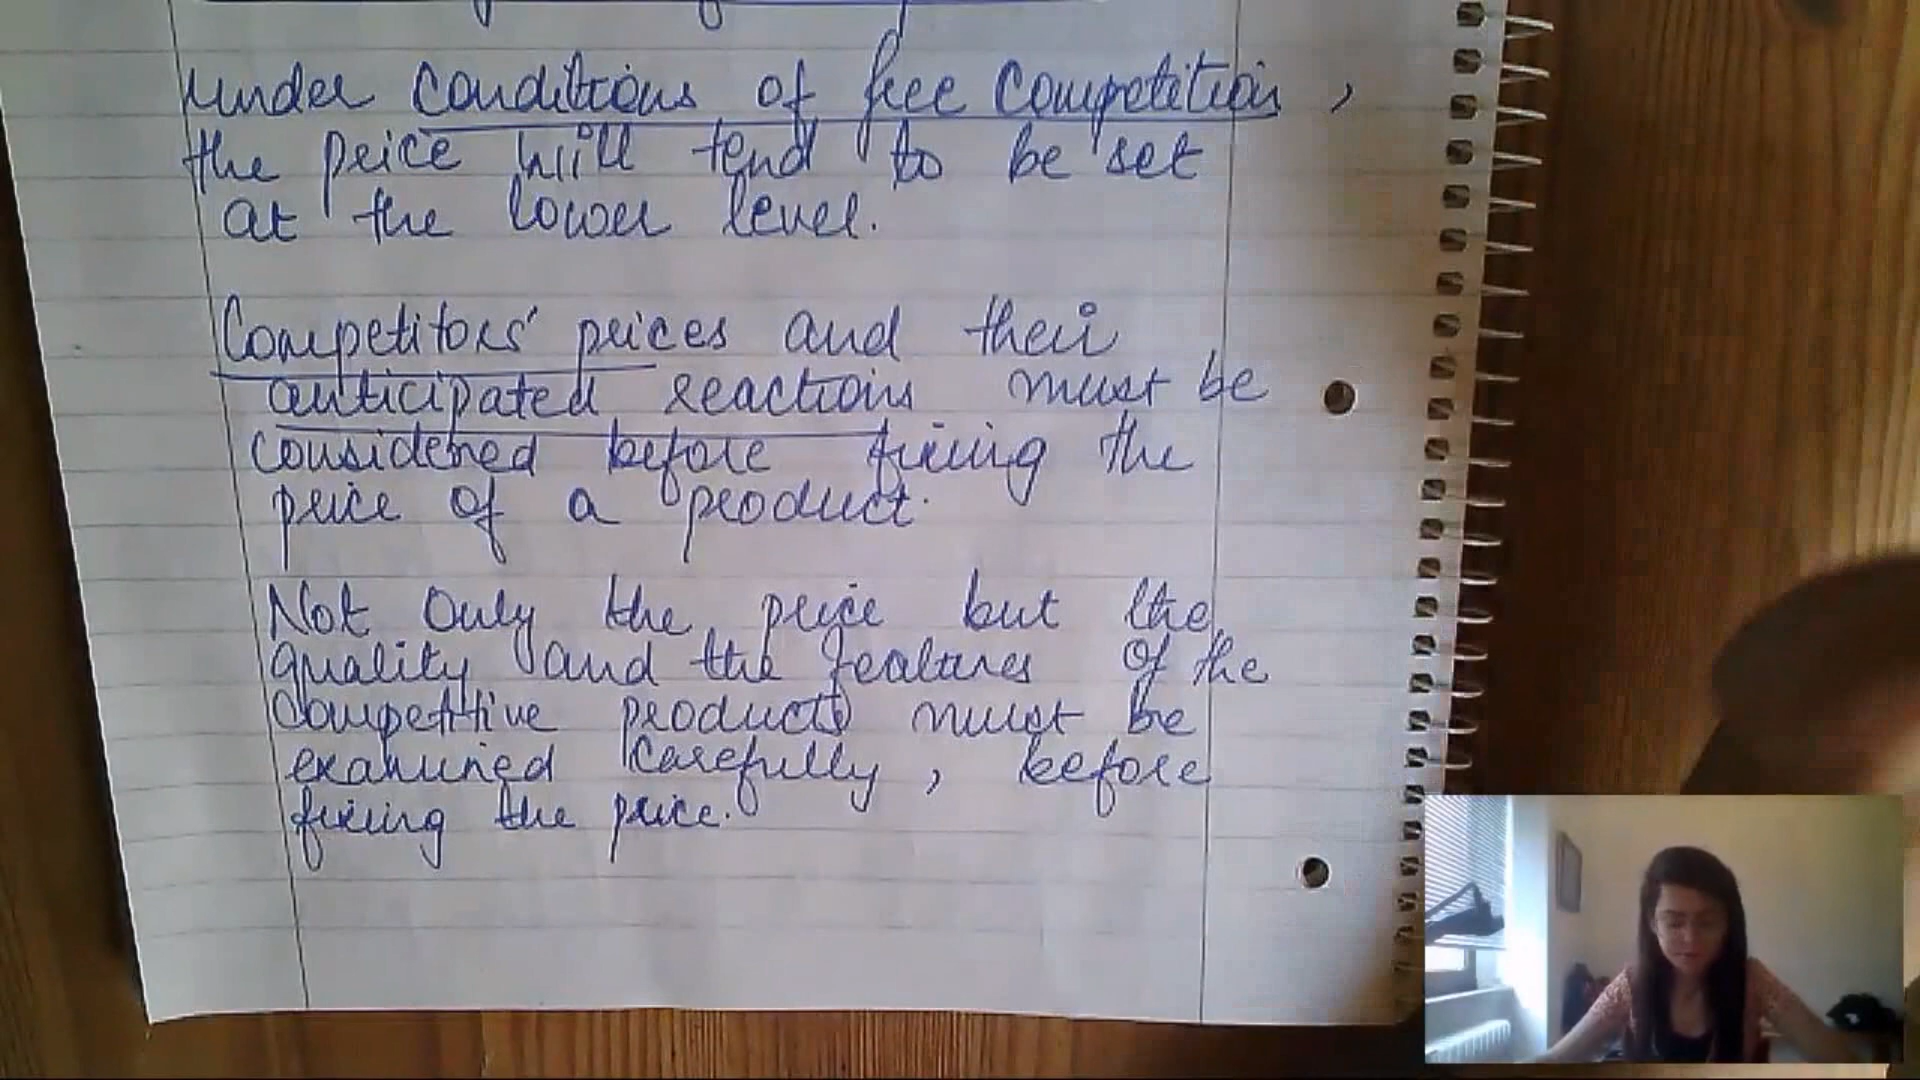 under conditions of free competition,
the price will tend to be set
at the lower level.
Competitors' prices and their
anticipated reactions must be
considered before fixing the
price of a product.
Not only the price but the
quality and the features of the
competitive products must be
examined carefully, before
fixing the price.